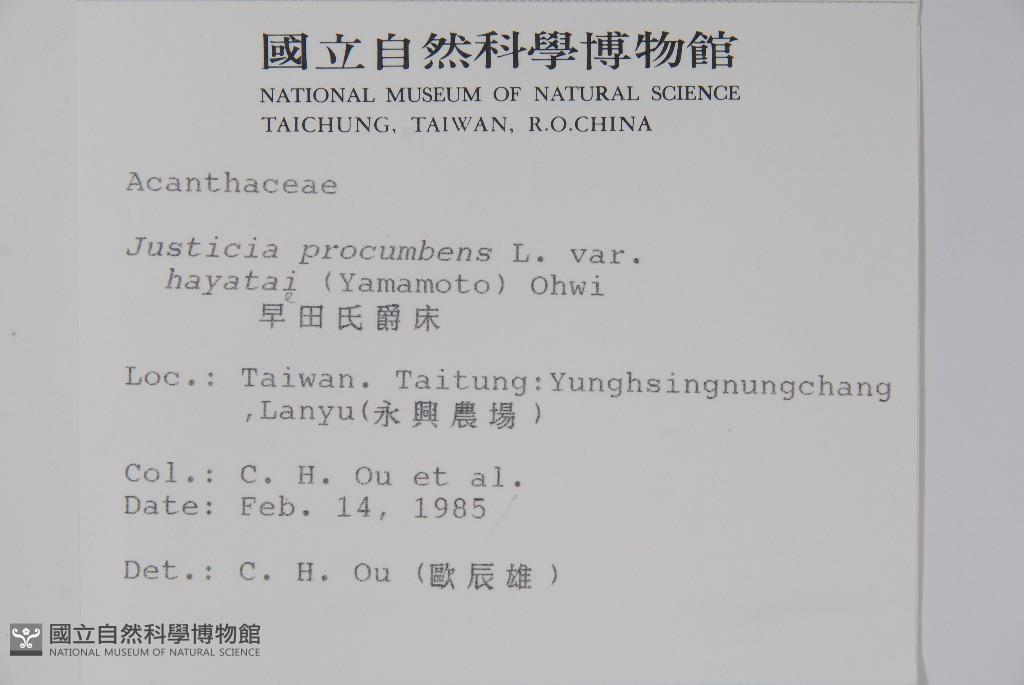 國立自然科學博物館
NATIONAL MUSEUM OF NATURAL SCIENCE
TAICHUNG, TAIWAN, R.O.CHINA
Acanthaceae
Justicia procumbens L. var.
hayatai (Yamamoto) Ohwi
e
早田氏爵床
Loc.: Taiwan. Taitung:Yunghsingnungchang
,Lanyu(永興農場)
Col.: C. H. Ou et al.
Date: Feb. 14, 1985
Det.: C. H. Ou (歐辰雄)
國立自然科學博物館
NATIONAL MUSEUM OF NATURAL SCIENCE